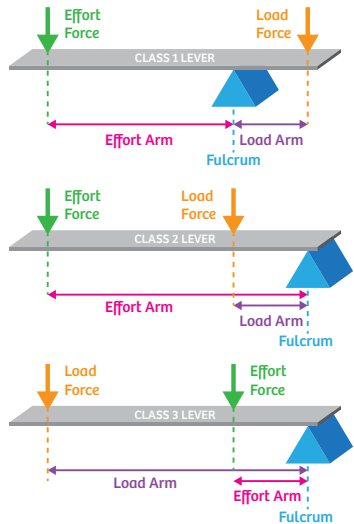 Effort
Force
Load
Force
CLASS 1 LEVER
Effort Arm
Load Arm
Fulcrum
Effort
Force
Load
Force
CLASS 2 LEVER
Effort Arm
Load Arm
Fulcrum
Load
Force
Effort
Force
CLASS 3 LEVER
Load Arm
Effort Arm
Fulcrum